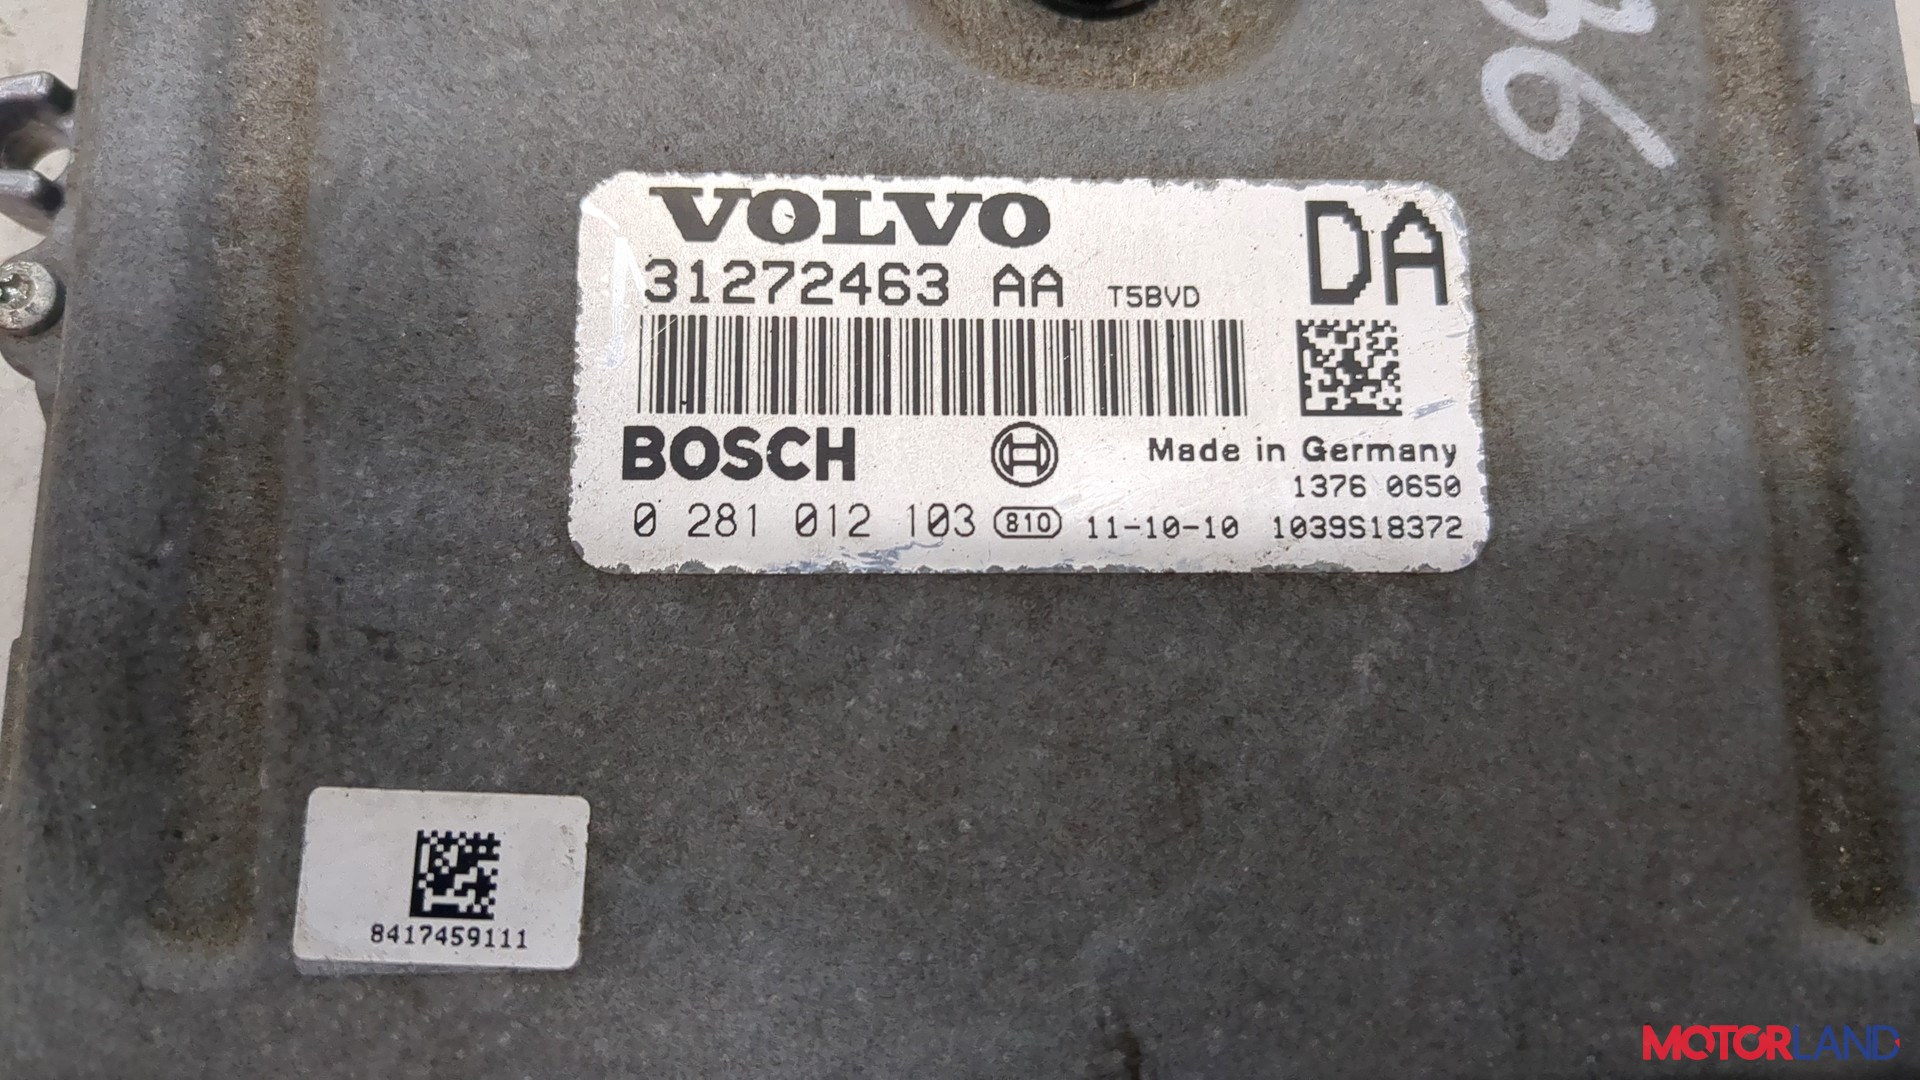 36
VOLVO
DA
31272463 AA T5BVD
BOSCH
Made in Germany
1376 0650
0 281 012 103 810 11-10-10 1039S18372
8417459111
MOTORLAND